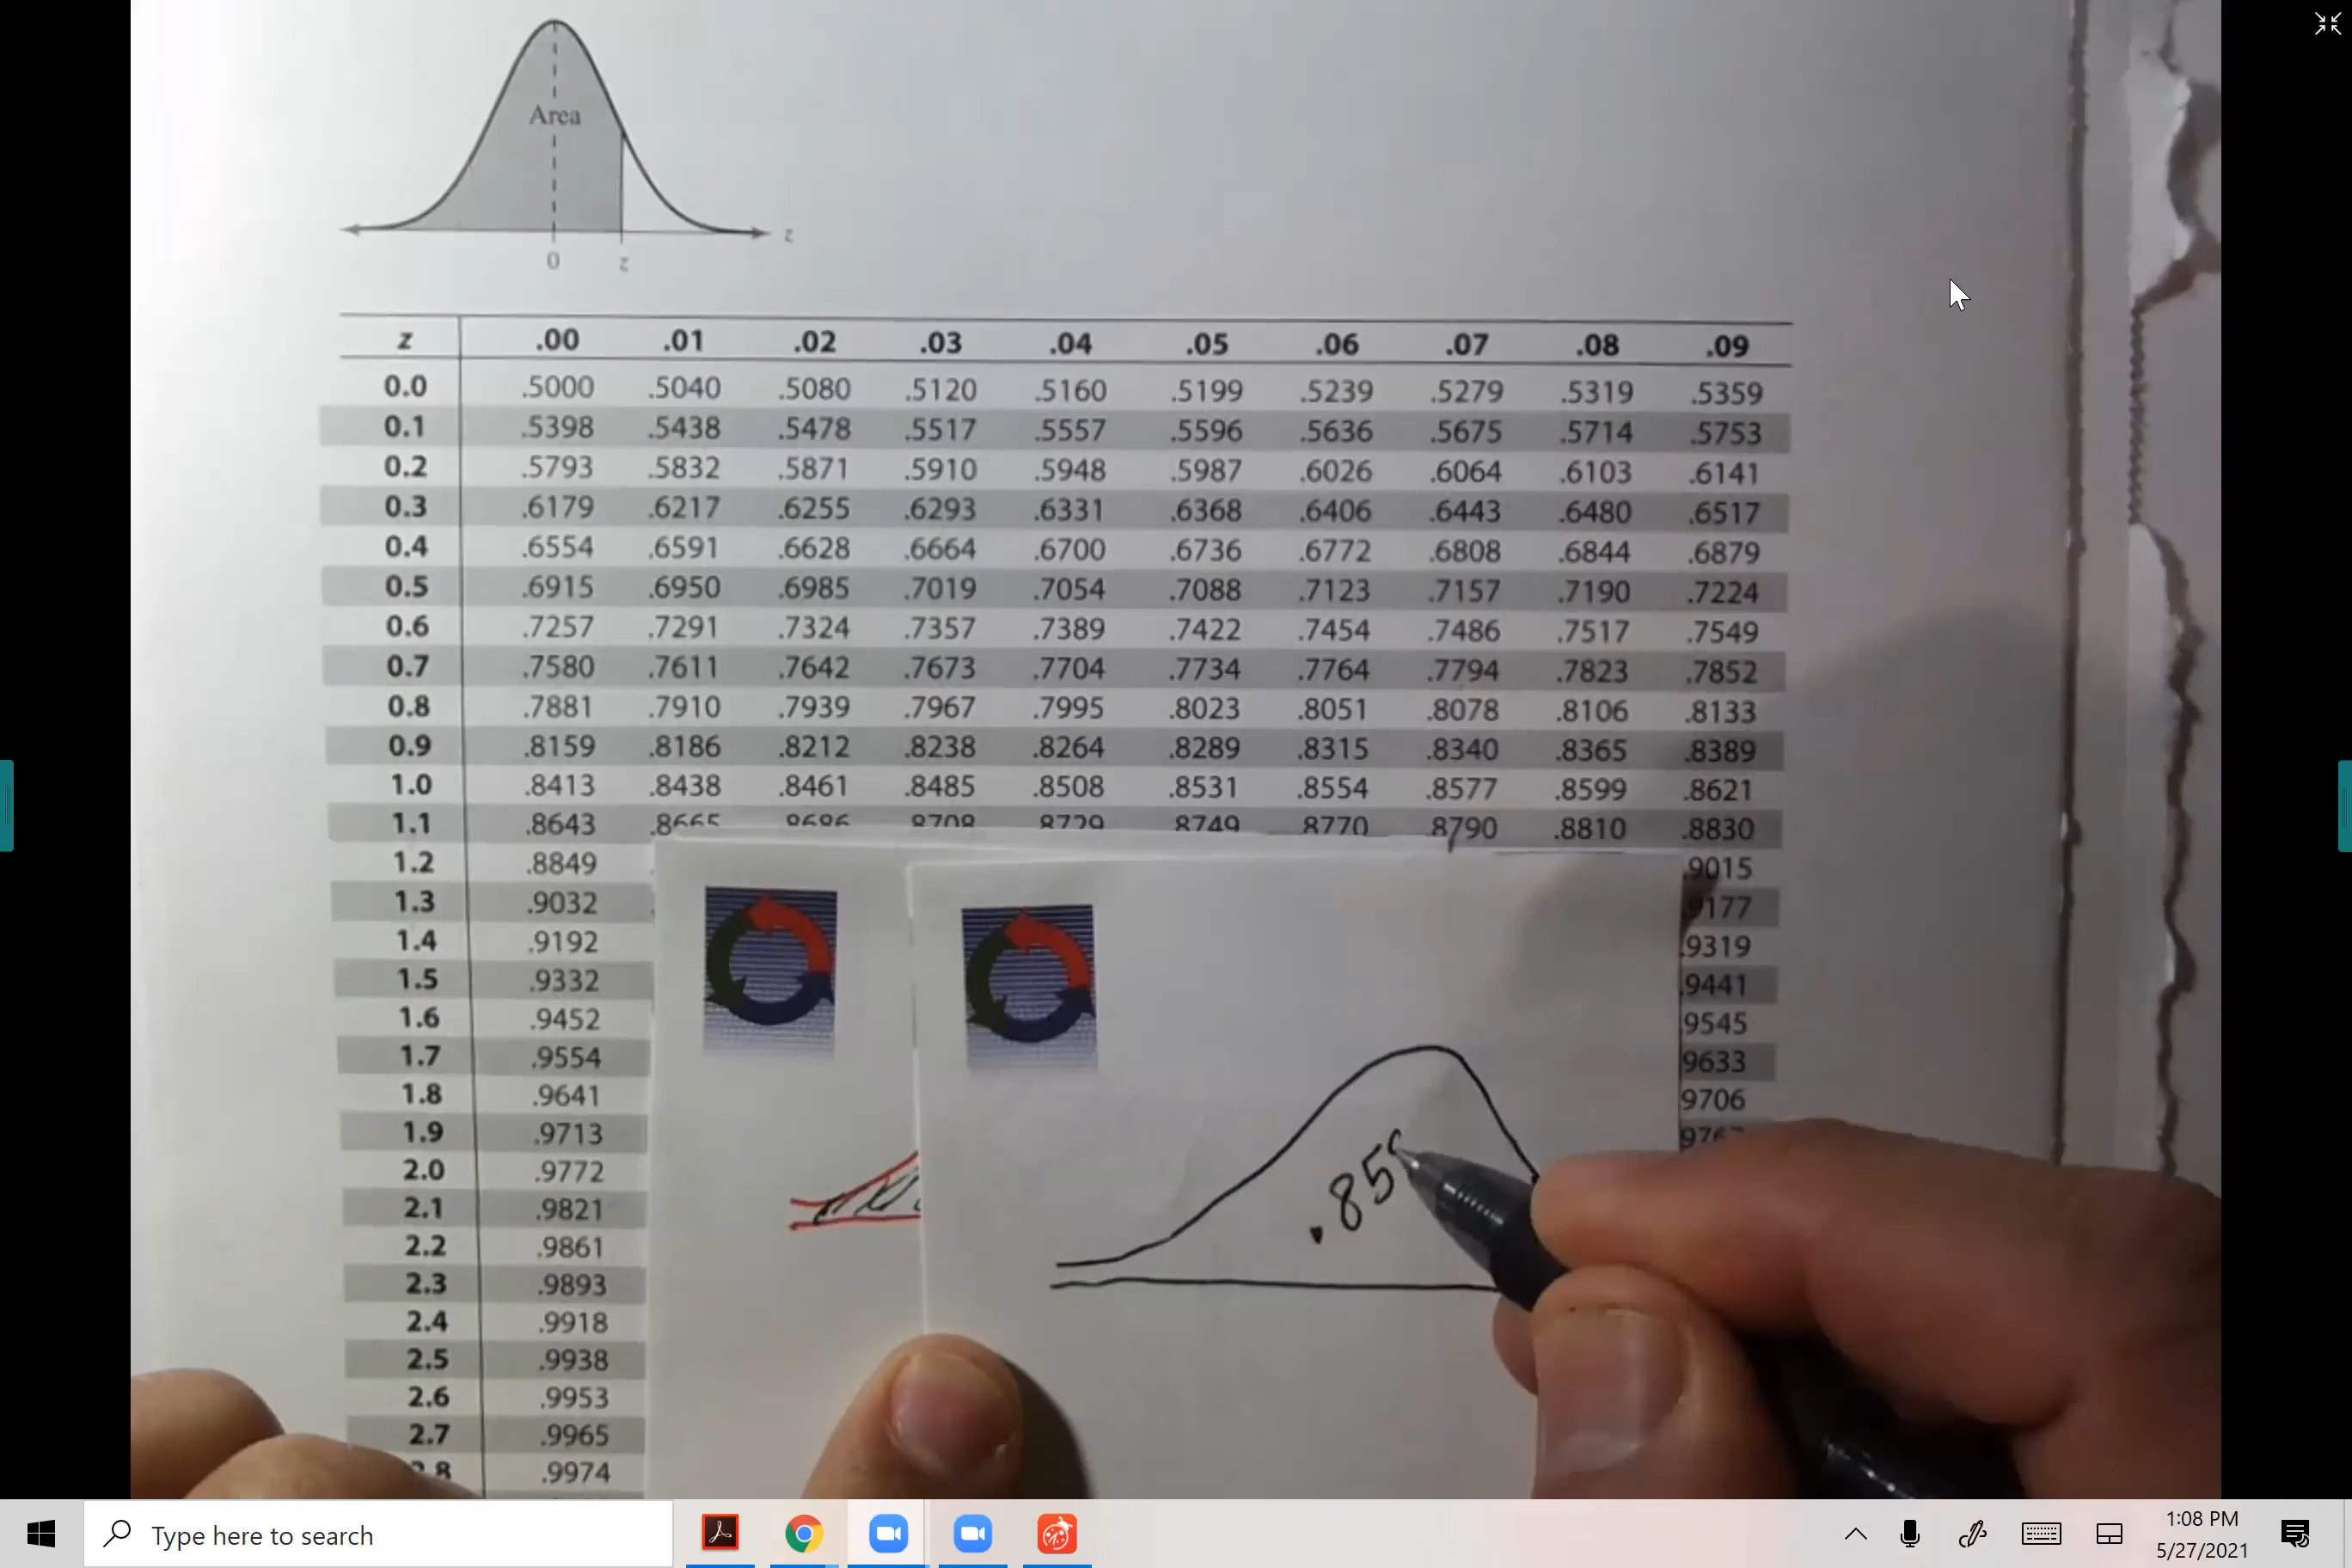 Area
z
0 z
z .00 .01 .02 .03 .04 .05 .06 .07 .08 .09
0.0 .5000 .5040 .5080 .5120 .5160 .5199 .5239 .5279 .5319 .5359
0.1 .5398 .5438 .5478 .5517 .5557 .5596 .5636 .5675 .5714 .5753
0.2 .5793 .5832 .5871 .5910 .5948 .5987 .6026 .6064 .6103 .6141
0.3 .6179 .6217 .6255 .6293 .6331 .6368 .6406 .6443 .6480 .6517
0.4 .6554 .6591 .6628 .6664 .6700 .6736 .6772 .6808 .6844 .6879
0.5 .6915 .6950 .6985 .7019 .7054 .7088 .7123 .7157 .7190 .7224
0.6 .7257 .7291 .7324 .7357 .7389 .7422 .7454 .7486 .7517 .7549
0.7 .7580 .7611 .7642 .7673 .7704 .7734 .7764 .7794 .7823 .7852
0.8 .7881 .7910 .7939 .7967 .7995 .8023 .8051 .8078 .8106 .8133
0.9 .8159 .8186 .8212 .8238 .8264 .8289 .8315 .8340 .8365 .8389
1.0 .8413 .8438 .8461 .8485 .8508 .8531 .8554 .8577 .8599 .8621
1.1 .8643 .8665 .8686 .8708 .8729 .8749 .8770 .8790 .8810 .8830
1.2 .8849 .9015
1.3 .9032 .9177
1.4 .9192 .9319
1.5 .9332 .9441
1.6 .9452 .9545
1.7 .9554 .9633
1.8 .9641 9706
1.9 .9713
2.0 .9772
2.1 .9821
2.2 .9861
2.3 .9893
2.4 .9918
2.5 .9938
2.6 .9953
2.7 .9965
.9974
.85
Type here to search
1:08 PM
5/27/2021